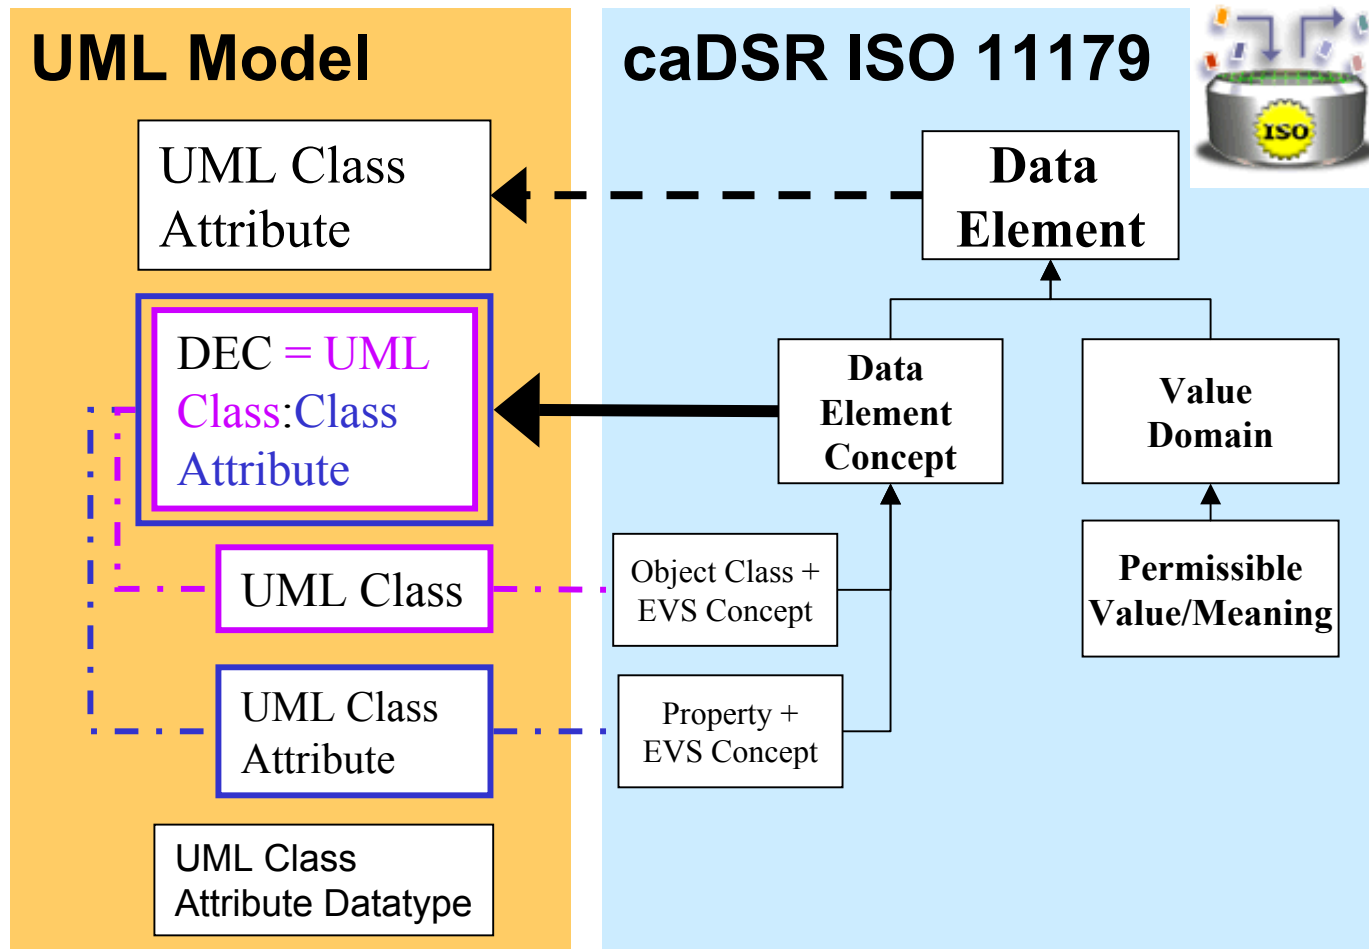 UML Model
caDSR ISO 11179
ISO
UML Class
Attribute
Data
Element
DEC = UML
Class:Class
Attribute
Data
Element
Concept
Value
Domain
UML Class
Object Class +
EVS Concept
Permissible
Value/Meaning
UML Class
Attribute
Property +
EVS Concept
UML Class
Attribute Datatype